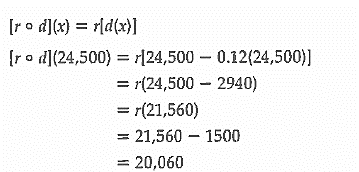 [r ∘ d](x) = r[d(x)]
[r ∘ d](24,500) = r[24,500 − 0.12(24,500)]
= r(24,500 − 2940)
= r(21,560)
= 21,560 − 1500
= 20,060